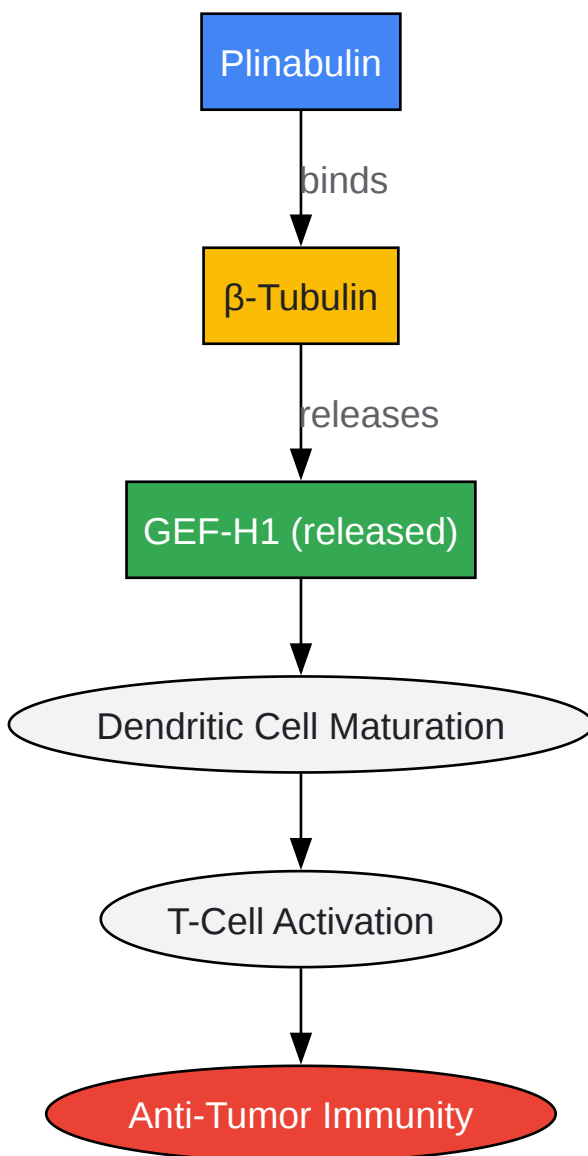 Plinabulin
binds
β-Tubulin
releases
GEF-H1 (released)
Dendritic Cell Maturation
T-Cell Activation
Anti-Tumor Immunity